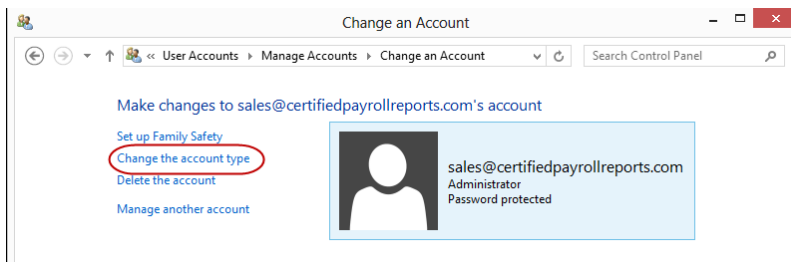 Change an Account
« User Accounts Manage Accounts Change an Account Search Control Panel
Make changes to sales@certifiedpayrollreports.com's account
Set up Family Safety
Change the account type
Delete the account
Manage another account
sales@certifiedpayrollreports.com
Administrator
Password protected